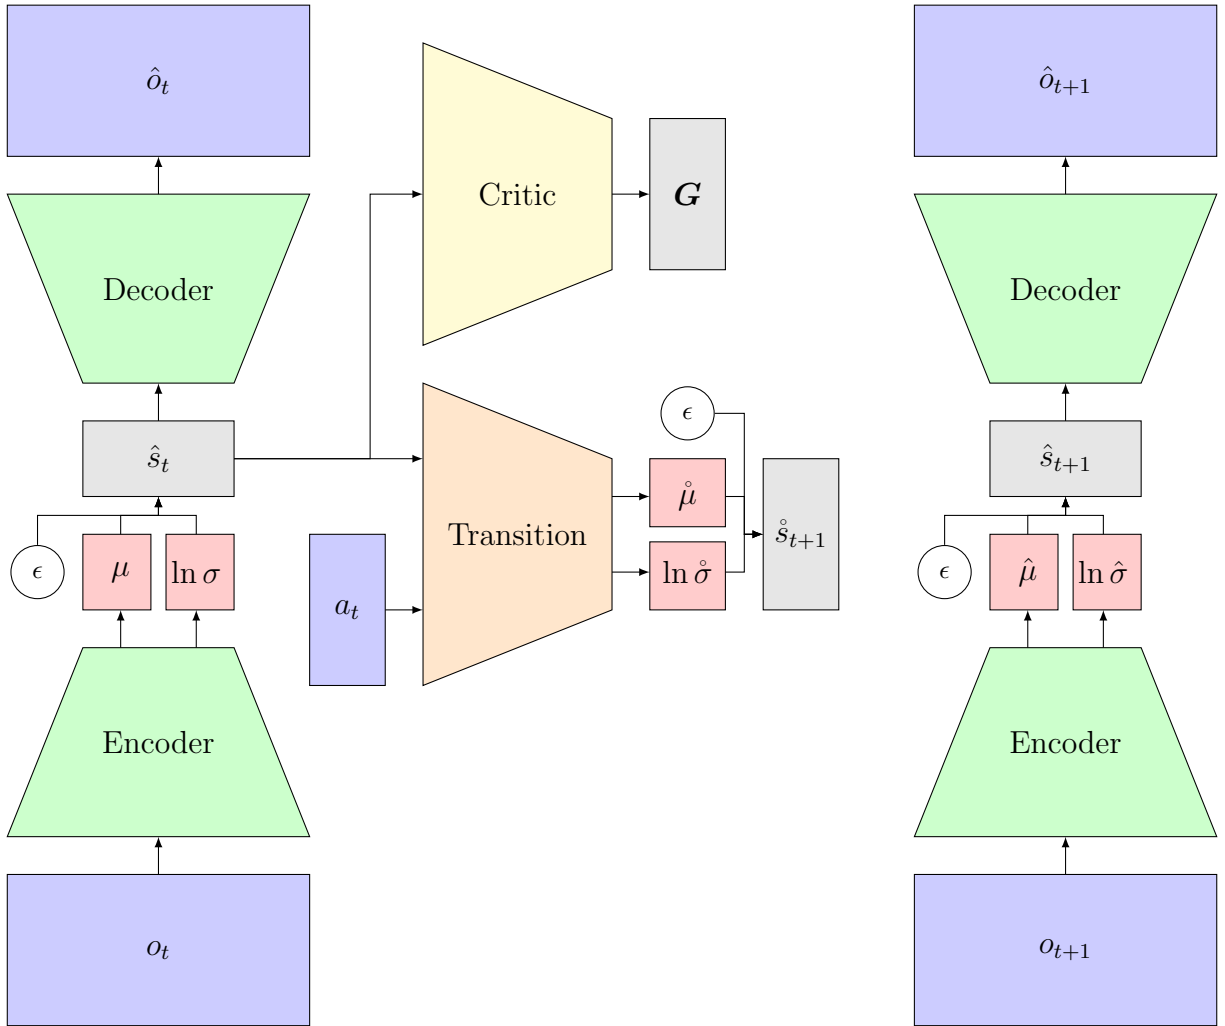 ô_t
ô_{t+1}
Critic
G
Decoder
Decoder
ϵ
ŝ_t
ŝ_{t+1}
μ̊
Transition
s̊_{t+1}
ϵ
μ
ln σ
ln σ̊
ϵ
μ̂
ln σ̂
a_t
Encoder
Encoder
o_t
o_{t+1}